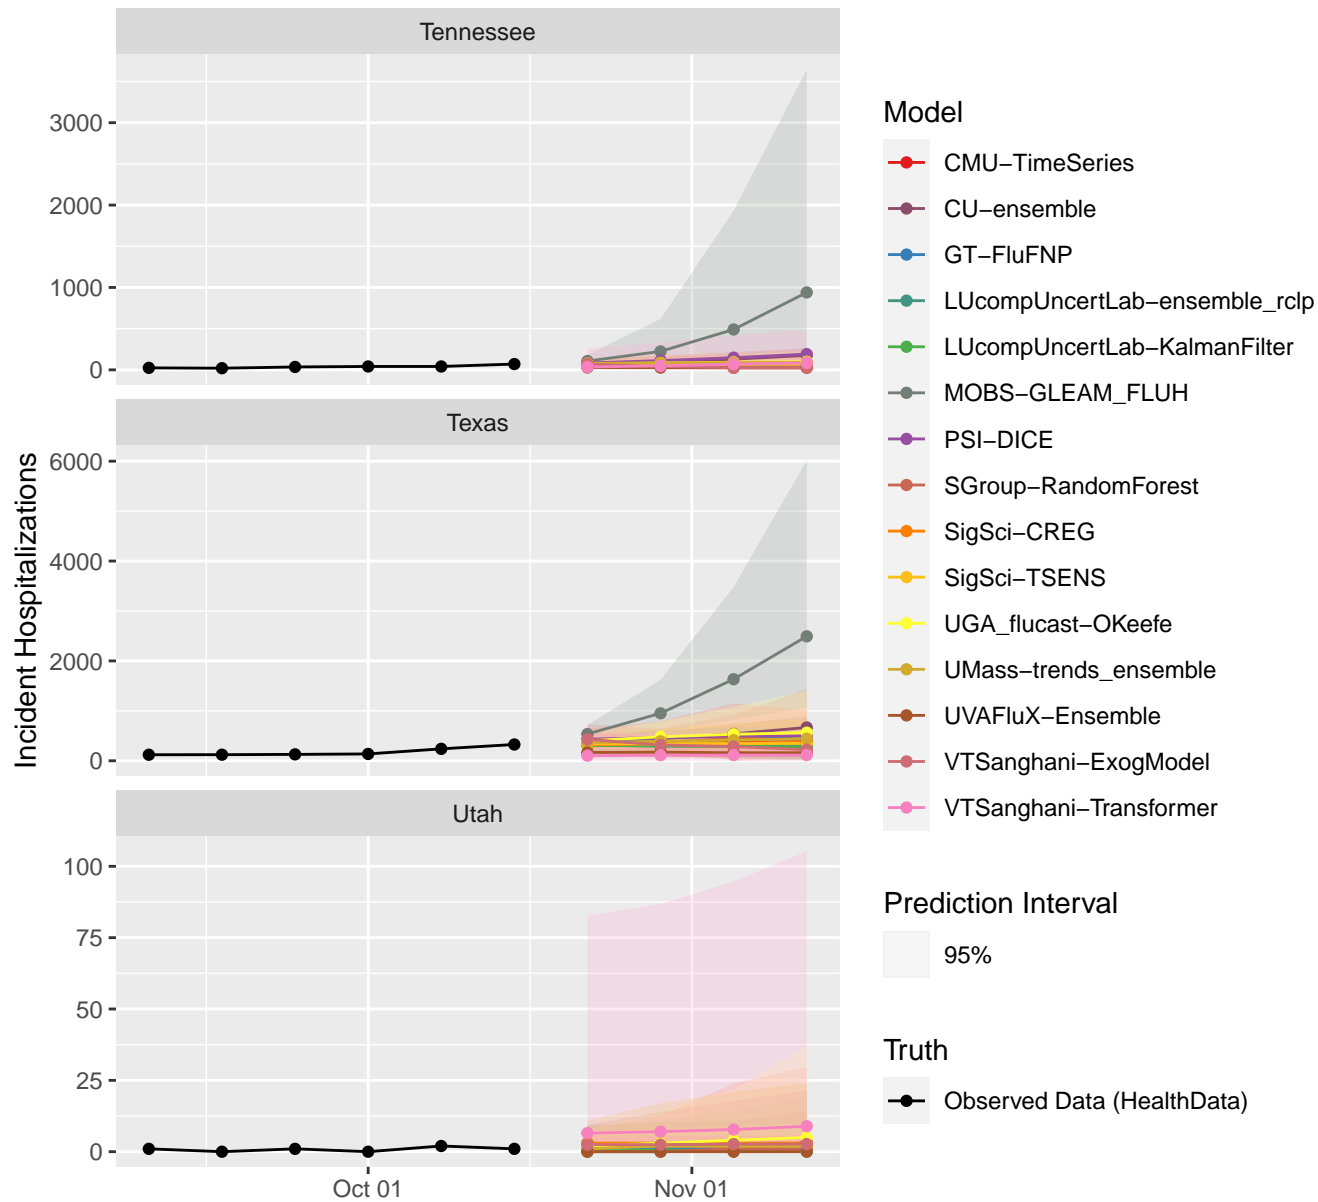 Tennessee
3000
2000
1000
0
Texas
6000
4000
2000
0
Utah
100
75
50
25
0
Oct 01
Nov 01
Incident Hospitalizations
Model
CMU−TimeSeries
CU−ensemble
GT−FluFNP
LUcompUncertLab−ensemble_rclp
LUcompUncertLab−KalmanFilter
MOBS−GLEAM_FLUH
PSI−DICE
SGroup−RandomForest
SigSci−CREG
SigSci−TSENS
UGA_flucast−OKeefe
UMass−trends_ensemble
UVAFluX−Ensemble
VTSanghani−ExogModel
VTSanghani−Transformer
Prediction Interval
95%
Truth
Observed Data (HealthData)